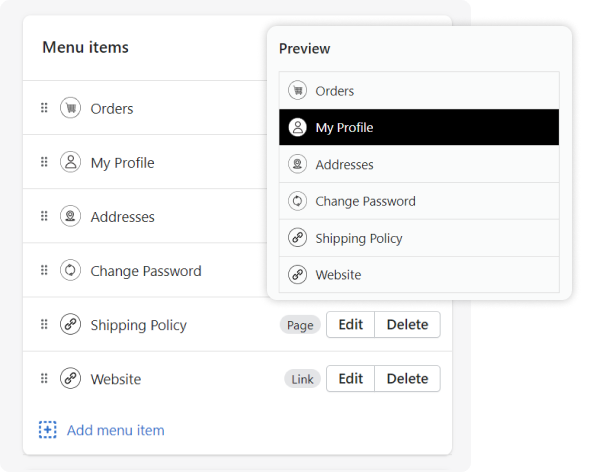 Menu items
Orders
My Profile
Addresses
Change Password
Shipping Policy
Page
Edit
Delete
Website
Link
Edit
Delete
Add menu item
Preview
Orders
My Profile
Addresses
Change Password
Shipping Policy
Website